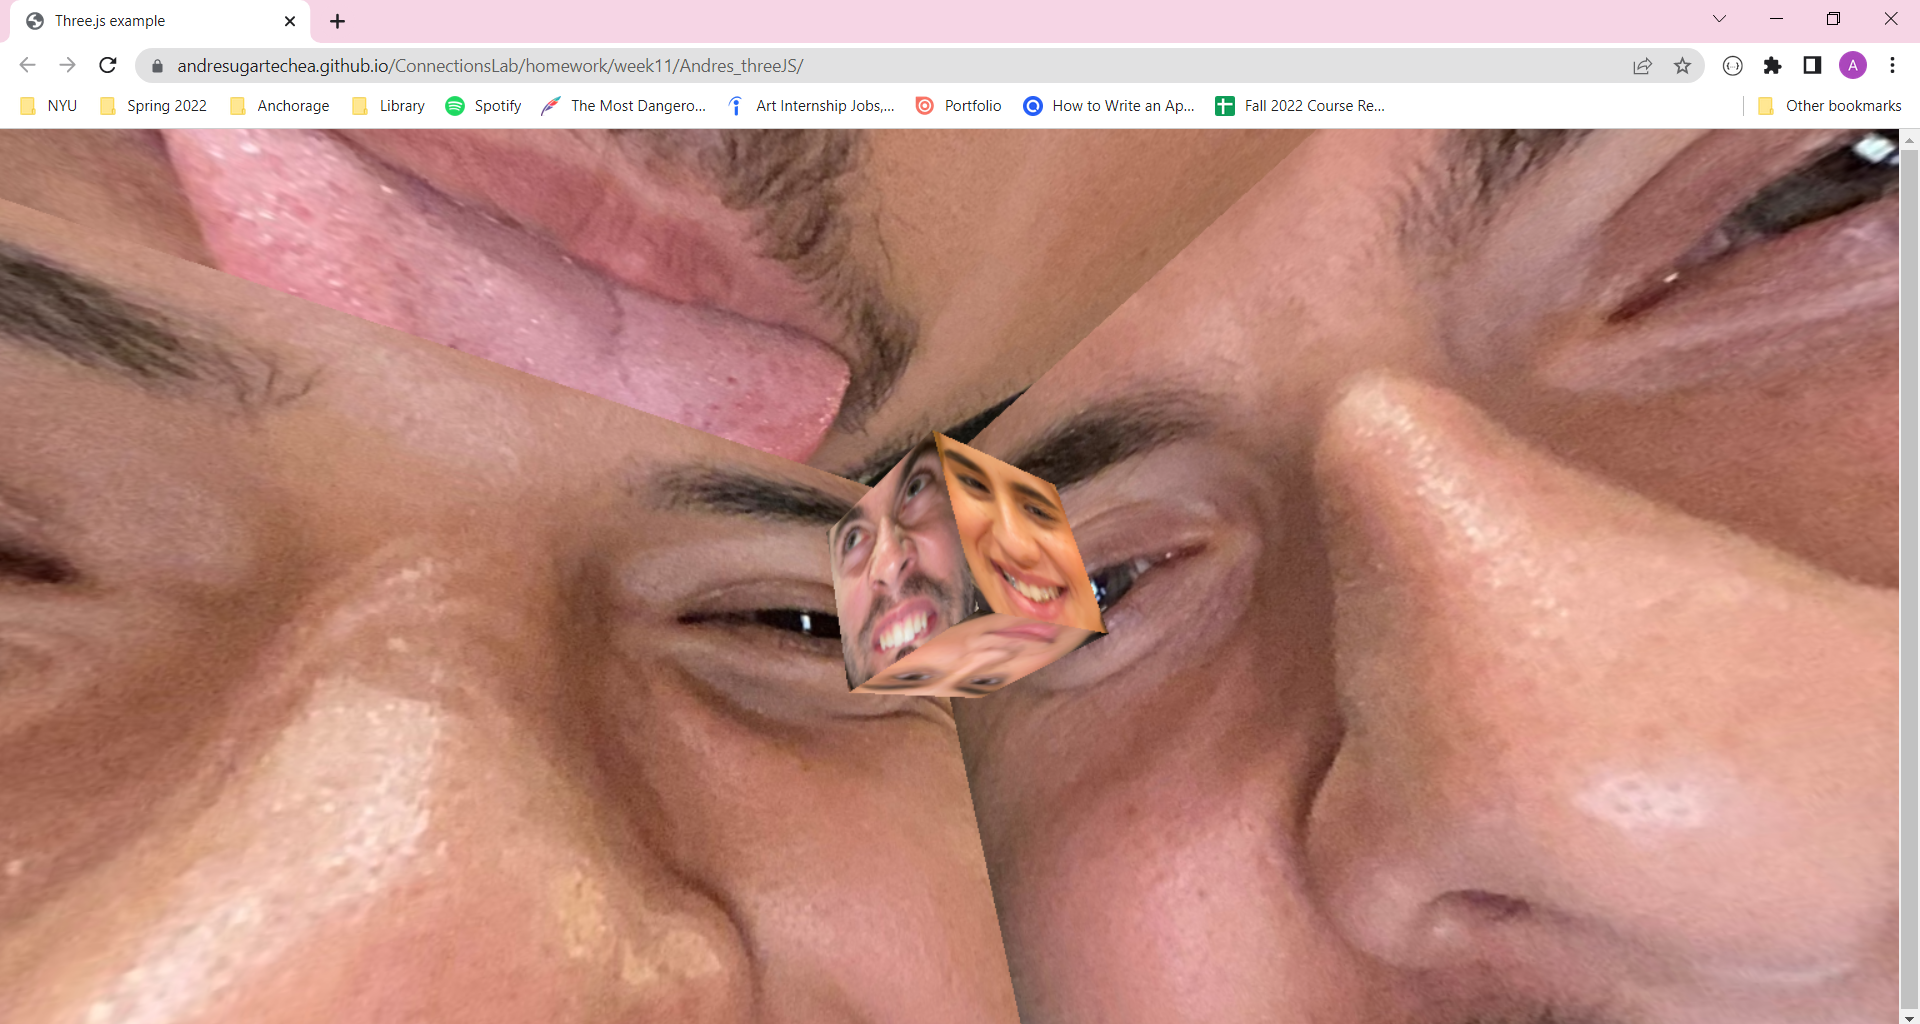 Three.js example
andresugartechea.github.io/ConnectionsLab/homework/week11/Andres_threeJS/
A
NYU Spring 2022 Anchorage Library Spotify The Most Dangero... Art Internship Jobs,... Portfolio How to Write an Ap... Fall 2022 Course Re... Other bookmarks